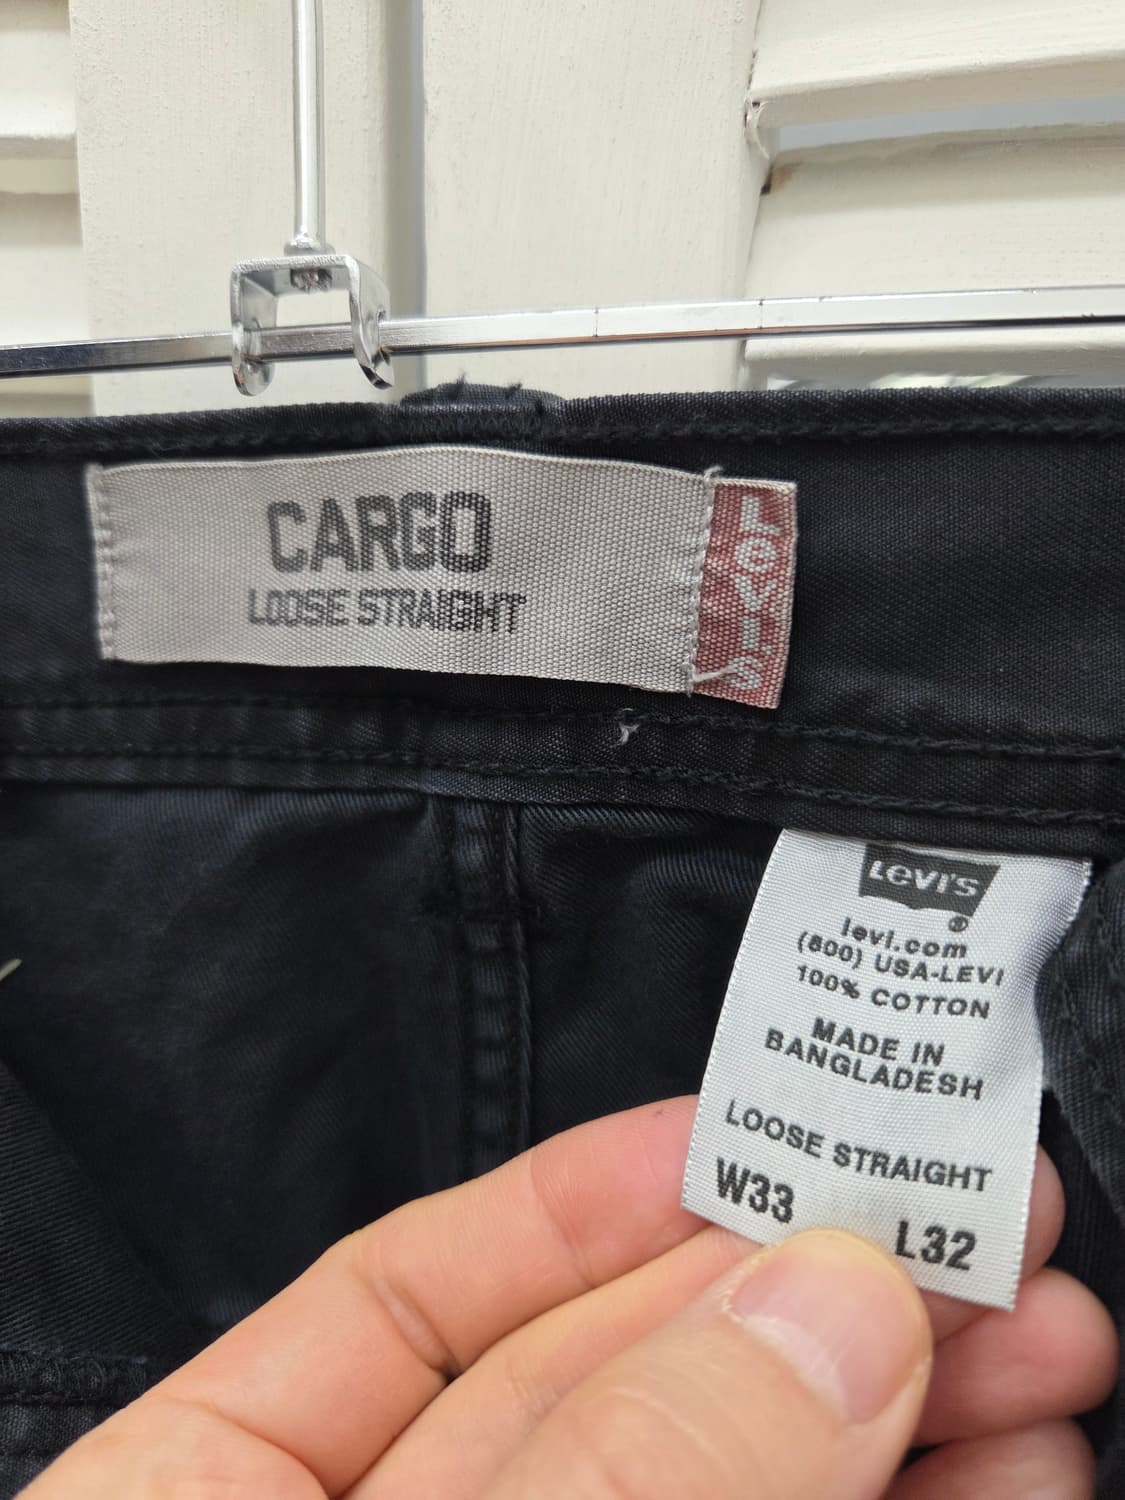 CARGO
LOOSE STRAIGHT
Levi's
Levi's
®
levi.com
(800) USA-LEVI
100% COTTON
MADE IN
BANGLADESH
LOOSE STRAIGHT
W33 L32